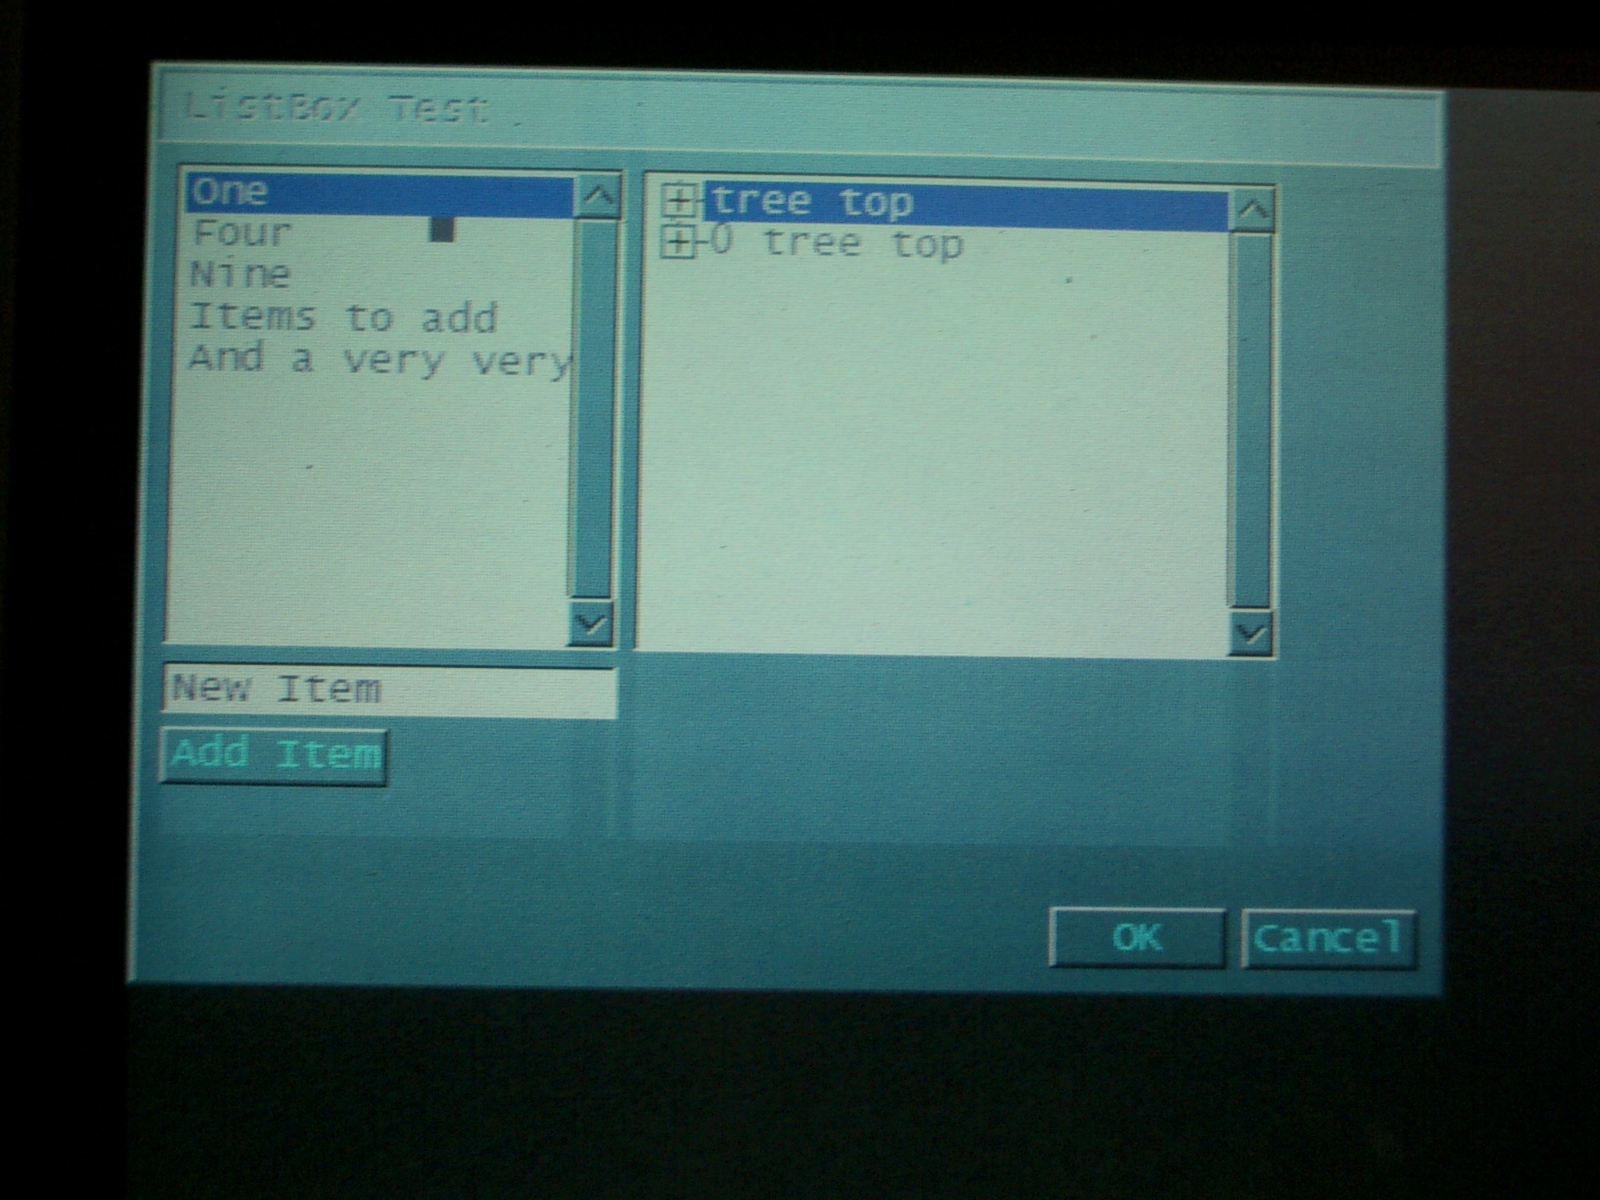 ListBox Test
One
Four
Nine
Items to add
And a very very
tree top
0 tree top
New Item
Add Item
OK
Cancel